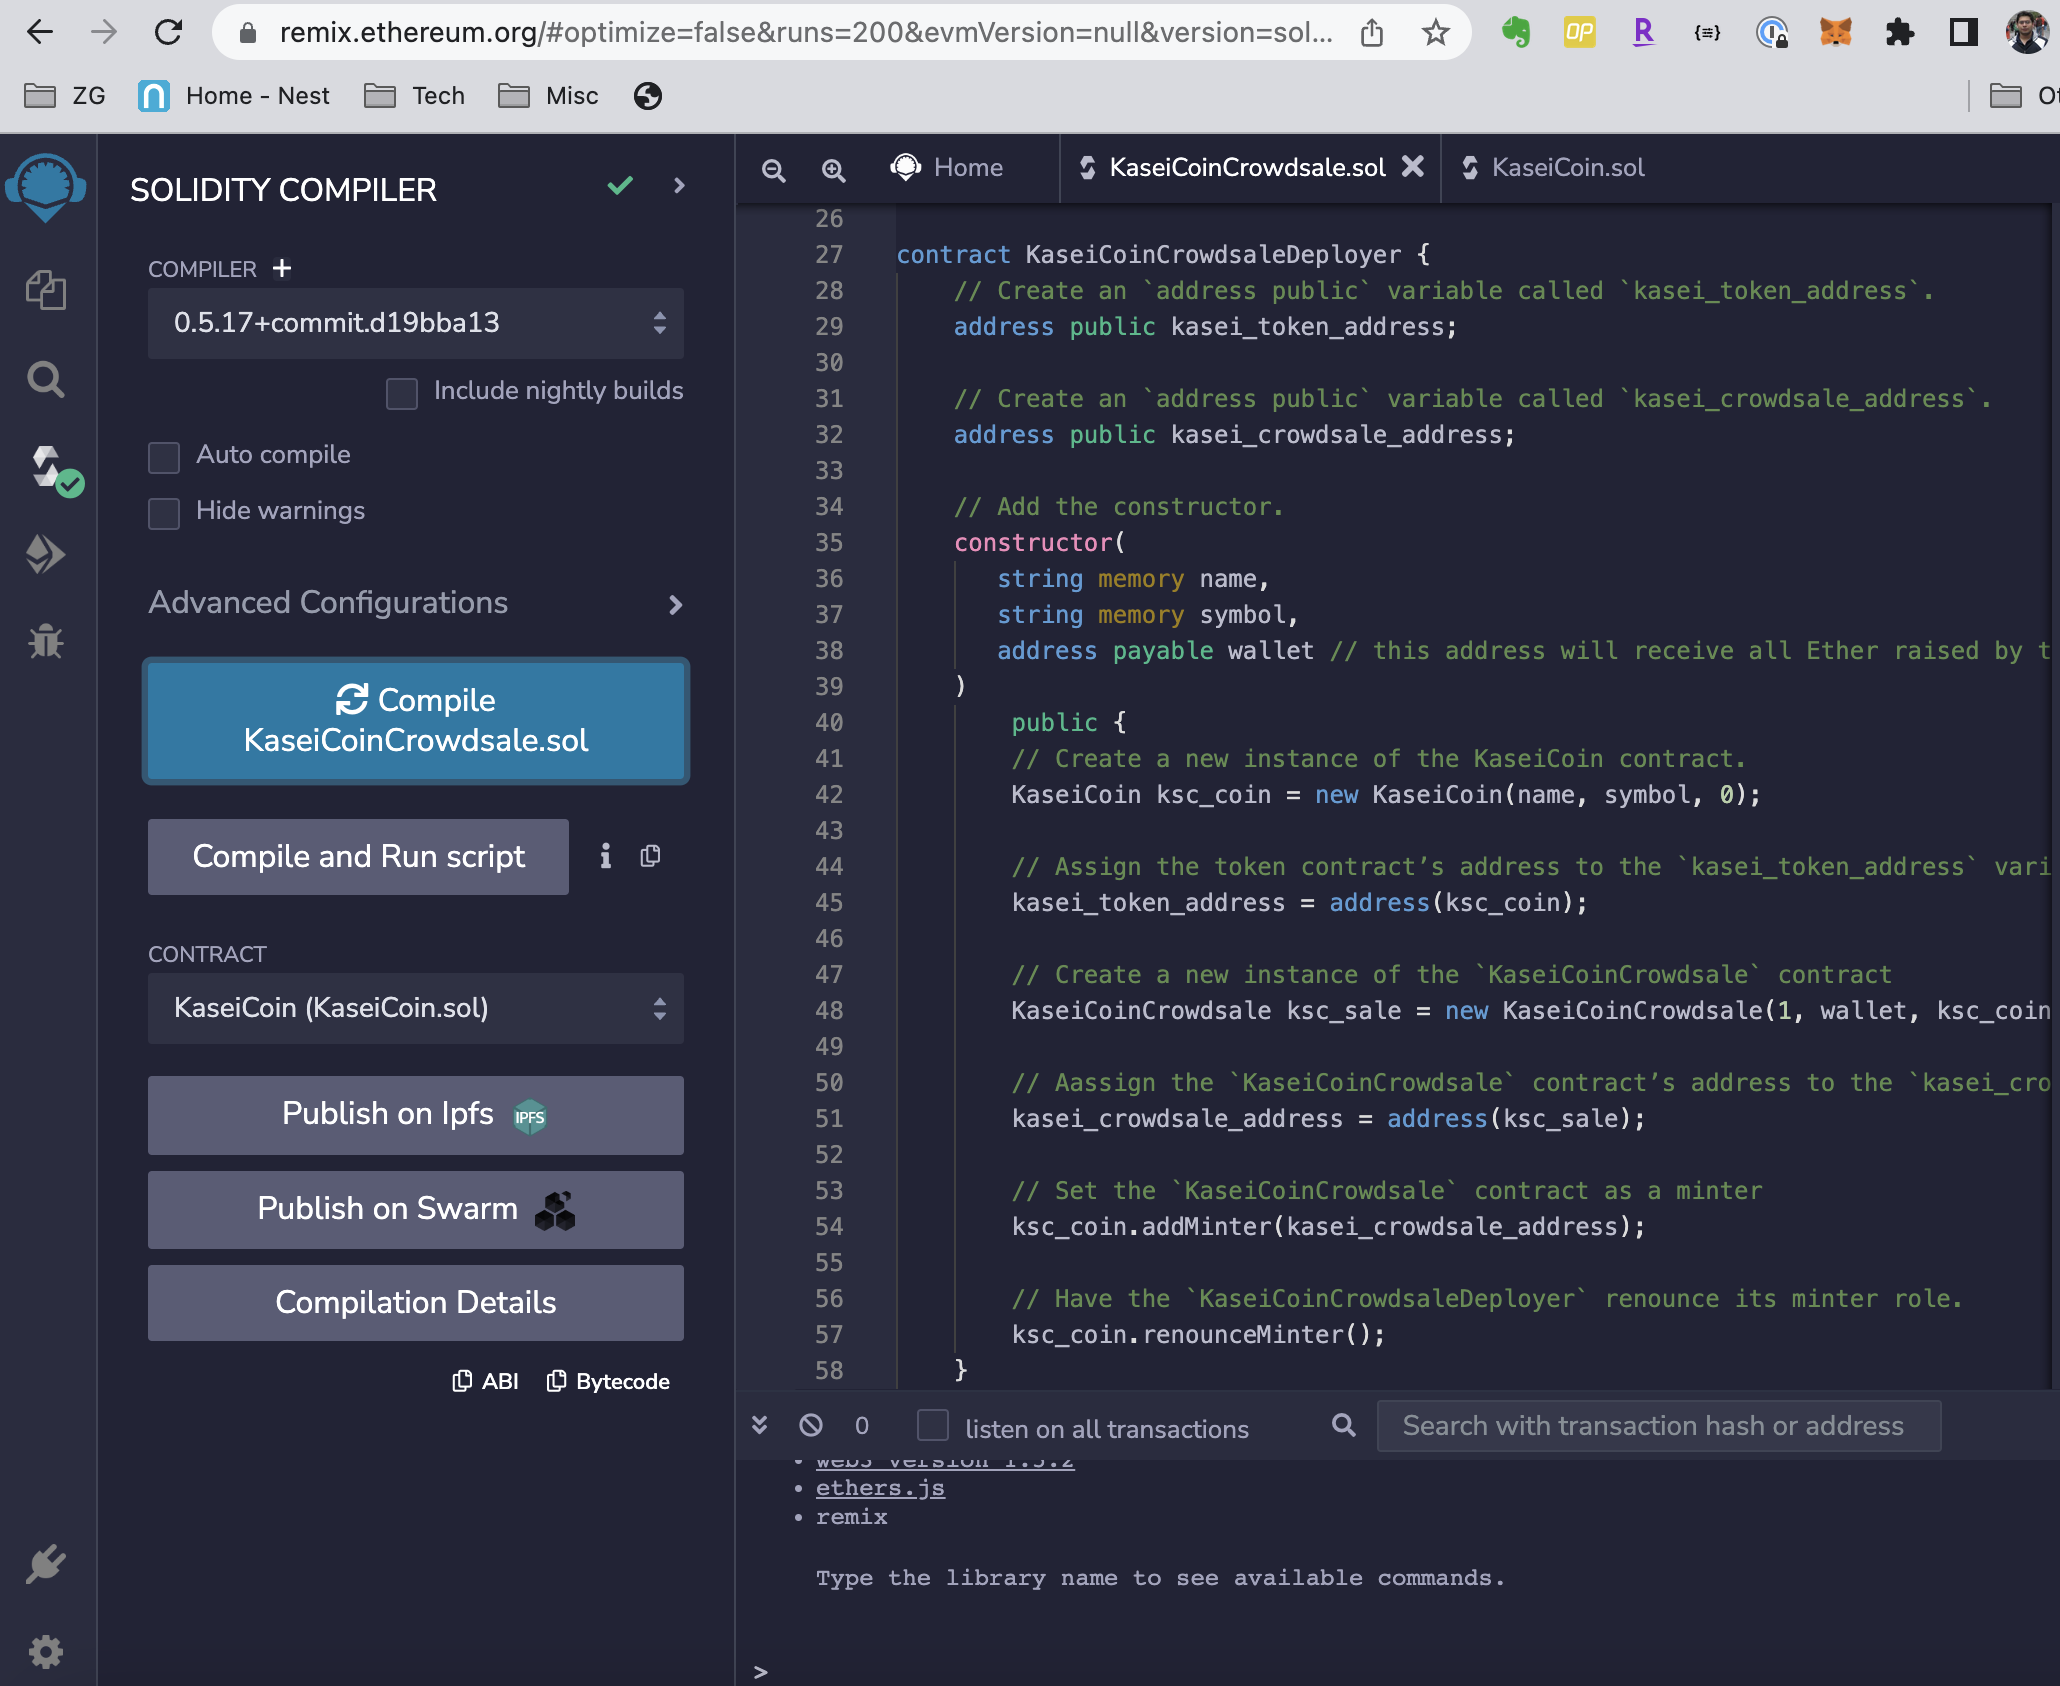 remix.ethereum.org/#optimize=false&runs=200&evmVersion=null&version=sol...
OP
R
ZG
Home - Nest
Tech
Misc
SOLIDITY COMPILER
COMPILER
0.5.17+commit.d19bba13
Include nightly builds
Auto compile
Hide warnings
Advanced Configurations
Compile
KaseiCoinCrowdsale.sol
Compile and Run script
CONTRACT
KaseiCoin (KaseiCoin.sol)
Publish on Ipfs IPFS
Publish on Swarm
Compilation Details
ABI Bytecode
Home
KaseiCoinCrowdsale.sol
KaseiCoin.sol
26
27 contract KaseiCoinCrowdsaleDeployer {
28 // Create an `address public` variable called `kasei_token_address`.
29 address public kasei_token_address;
30
31 // Create an `address public` variable called `kasei_crowdsale_address`.
32 address public kasei_crowdsale_address;
33
34 // Add the constructor.
35 constructor(
36 string memory name,
37 string memory symbol,
38 address payable wallet // this address will receive all Ether raised by t
39 )
40 public {
41 // Create a new instance of the KaseiCoin contract.
42 KaseiCoin ksc_coin = new KaseiCoin(name, symbol, 0);
43
44 // Assign the token contract’s address to the `kasei_token_address` vari
45 kasei_token_address = address(ksc_coin);
46
47 // Create a new instance of the `KaseiCoinCrowdsale` contract
48 KaseiCoinCrowdsale ksc_sale = new KaseiCoinCrowdsale(1, wallet, ksc_coin
49
50 // Aassign the `KaseiCoinCrowdsale` contract’s address to the `kasei_cro
51 kasei_crowdsale_address = address(ksc_sale);
52
53 // Set the `KaseiCoinCrowdsale` contract as a minter
54 ksc_coin.addMinter(kasei_crowdsale_address);
55
56 // Have the `KaseiCoinCrowdsaleDeployer` renounce its minter role.
57 ksc_coin.renounceMinter();
58 }
0 listen on all transactions Search with transaction hash or address
• web3 version 1.5.2
• ethers.js
• remix
Type the library name to see available commands.
>